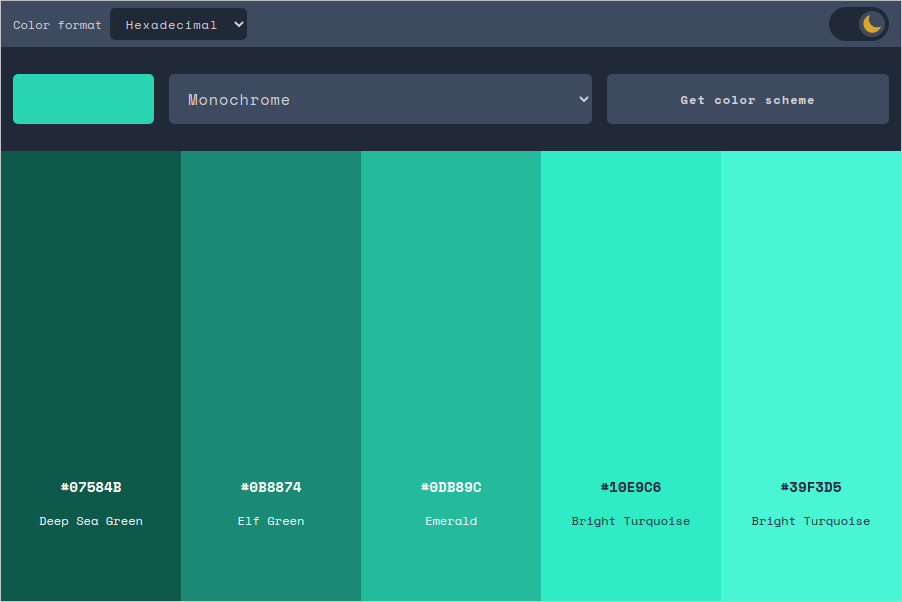 Color format Hexadecimal
Monochrome Get color scheme
#07584B #0B8874 #0DB89C #10E9C6 #39F3D5
Deep Sea Green Elf Green Emerald Bright Turquoise Bright Turquoise